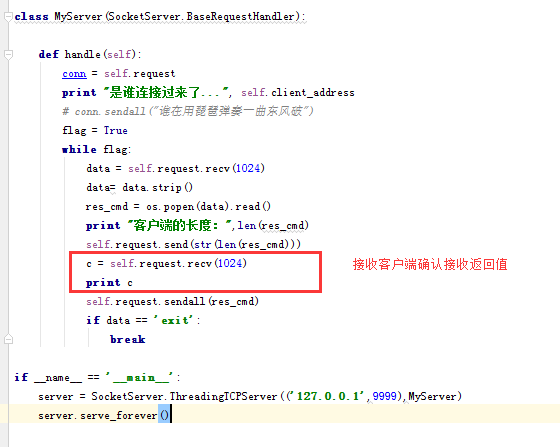 class MyServer(SocketServer.BaseRequestHandler):
def handle(self):
conn = self.request
print "是谁连接过来了...", self.client_address
# conn.sendall("谁在用琵琶弹奏一曲东风破")
flag = True
while flag:
data = self.request.recv(1024)
data= data.strip()
res_cmd = os.popen(data).read()
print "客户端的长度：",len(res_cmd)
self.request.send(str(len(res_cmd)))
c = self.request.recv(1024)
接收客户端确认接收返回值
print c
self.request.sendall(res_cmd)
if data == 'exit':
break
if __name__ == '__main__':
server = SocketServer.ThreadingTCPServer(('127.0.0.1',9999),MyServer)
server.serve_forever()